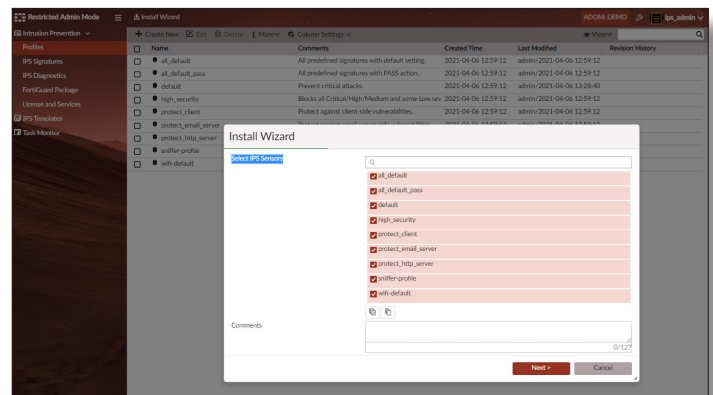 Restricted Admin Mode
Install Wizard
ADOM: DEMO
ips_admin
Intrusion Prevention
Create New Edit Delete More Column Settings
View
Profiles
IPS Signatures
IPS Diagnostics
FortiGuard Package
License and Services
IPS Templates
Task Monitor
Name Comments Created Time Last Modified Revision History
all_default All predefined signatures with default setting. 2021-04-06 12:59:12 admin/2021-04-06 12:59:12
all_default_pass All predefined signatures with PASS action. 2021-04-06 12:59:12 admin/2021-04-06 12:59:12
default Prevent critical attacks. 2021-04-06 12:59:12 admin/2021-04-06 13:28:40
high_security Blocks all Critical/High/Medium and some Low sev 2021-04-06 12:59:12 admin/2021-04-06 12:59:12
protect_client Protect against client-side vulnerabilities. 2021-04-06 12:59:12 admin/2021-04-06 12:59:12
protect_email_server
protect_http_server
sniffer-profile
wifi-default
Install Wizard
Select IPS Sensors
all_default
all_default_pass
default
high_security
protect_client
protect_email_server
protect_http_server
sniffer-profile
wifi-default
Comments
0/127
Next >
Cancel